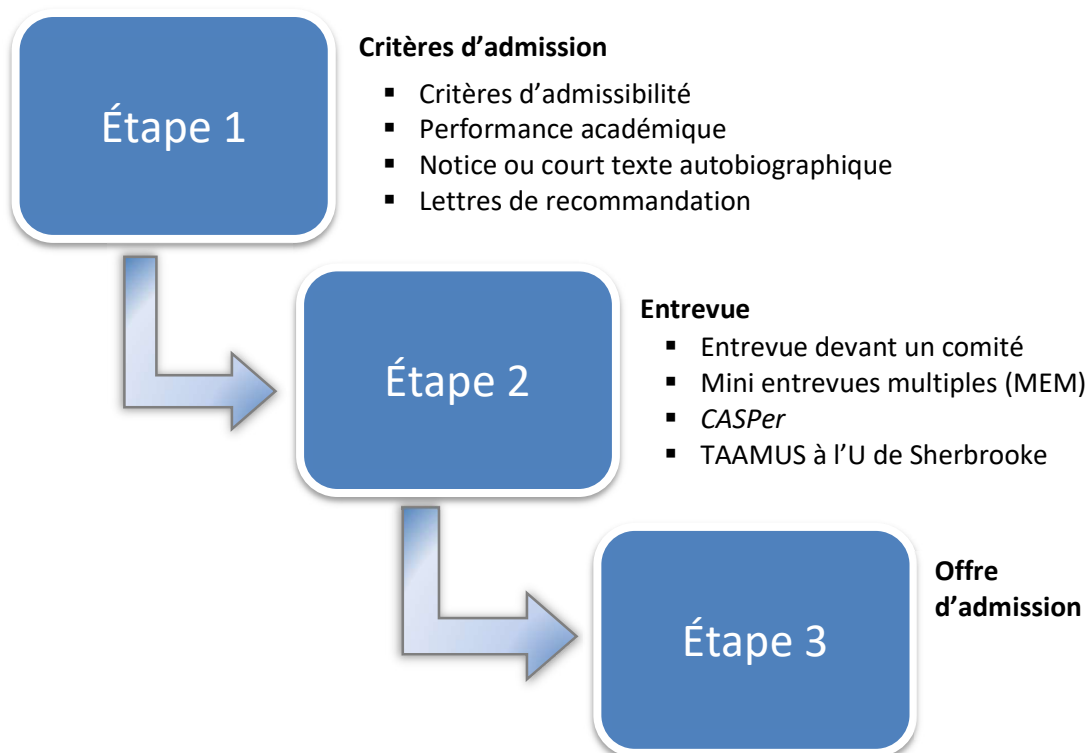 Étape 1
Critères d’admission
▪ Critères d’admissibilité
▪ Performance académique
▪ Notice ou court texte autobiographique
▪ Lettres de recommandation
Étape 2
Entrevue
▪ Entrevue devant un comité
▪ Mini entrevues multiples (MEM)
▪ CASPer
▪ TAAMUS à l’U de Sherbrooke
Étape 3
Offre
d’admission